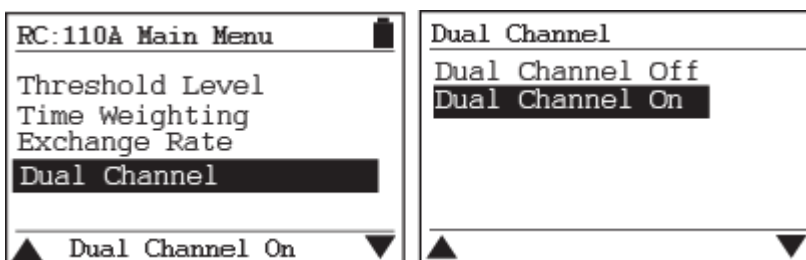 RC:110A Main Menu
Threshold Level
Time Weighting
Exchange Rate
Dual Channel
Dual Channel On
Dual Channel
Dual Channel Off
Dual Channel On